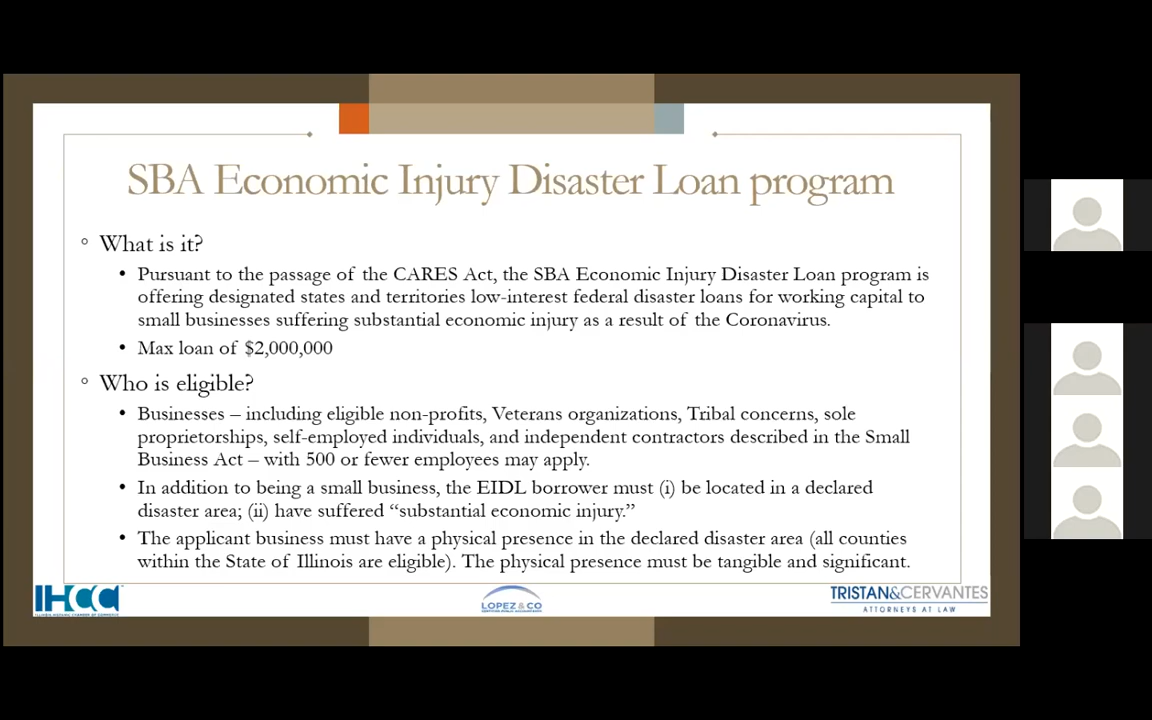 SBA Economic Injury Disaster Loan program
° What is it?
• Pursuant to the passage of the CARES Act, the SBA Economic Injury Disaster Loan program is
offering designated states and territories low-interest federal disaster loans for working capital to
small businesses suffering substantial economic injury as a result of the Coronavirus.
• Max loan of $2,000,000
° Who is eligible?
• Businesses – including eligible non-profits, Veterans organizations, Tribal concerns, sole
proprietorships, self-employed individuals, and independent contractors described in the Small
Business Act – with 500 or fewer employees may apply.
• In addition to being a small business, the EIDL borrower must (i) be located in a declared
disaster area; (ii) have suffered “substantial economic injury.”
• The applicant business must have a physical presence in the declared disaster area (all counties
within the State of Illinois are eligible). The physical presence must be tangible and significant.
IHCC
LOPEZ & CO
TRISTAN&CERVANTES
ATTORNEYS AT LAW